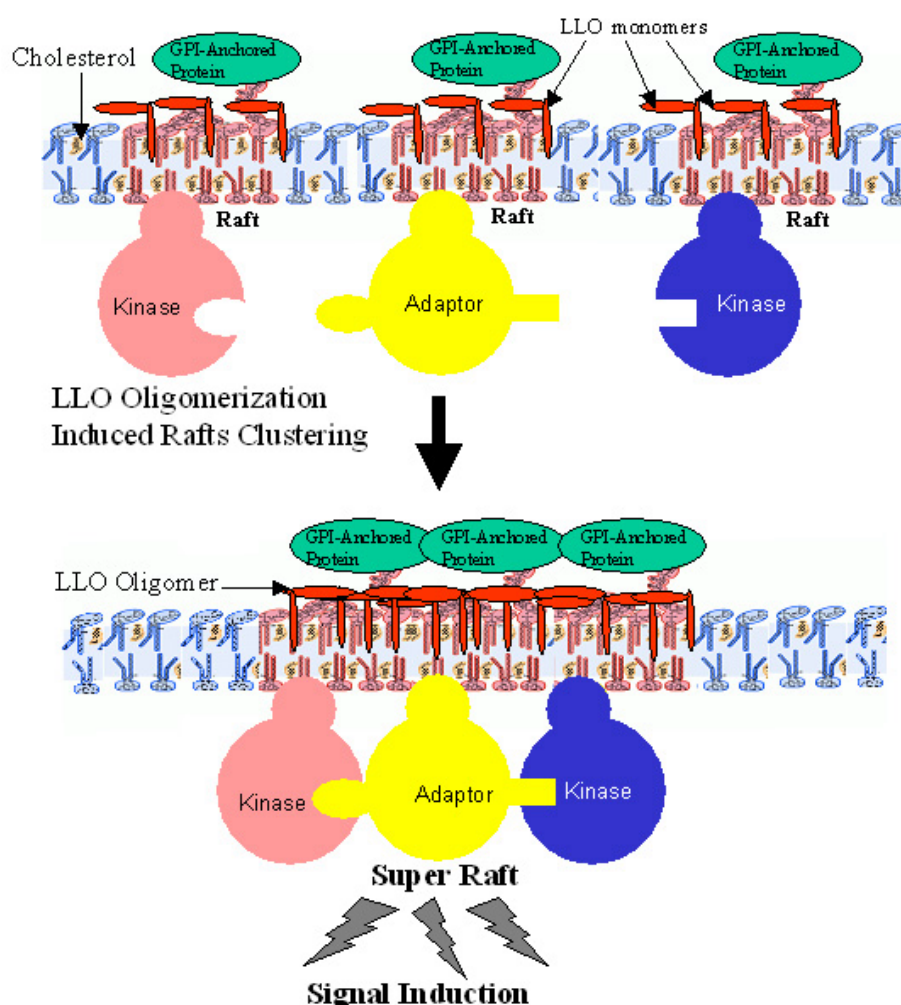 GPI-Anchored
Protein
GPI-Anchored
Protein
LLO monomers
GPI-Anchored
Protein
Cholesterol
Raft
Raft
Raft
Kinase
Adaptor
Kinase
LLO Oligomerization
Induced Rafts Clustering
GPI-Anchored
Protein
GPI-Anchored
Protein
GPI-Anchored
Protein
LLO Oligomer
Kinase
Adaptor
Kinase
Super Raft
Signal Induction